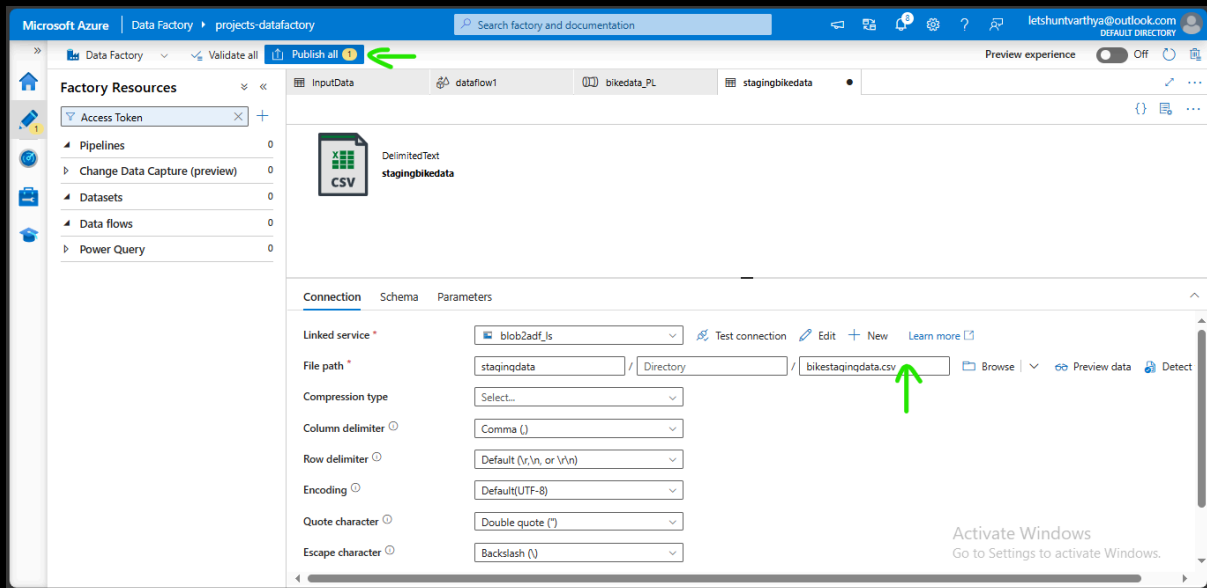 Microsoft Azure Data Factory projects-datafactory Search factory and documentation 8 letshuntvarthya@outlook.com
DEFAULT DIRECTORY
Data Factory Validate all Publish all 1 Preview experience Off
Factory Resources
InputData dataflow1 bikedata_PL stagingbikedata
1
Access Token
Pipelines 0
Change Data Capture (preview) 0
Datasets 0
Data flows 0
Power Query 0
DelimitedText
stagingbikedata
CSV
Connection Schema Parameters
Linked service * blob2adf_ls Test connection Edit New Learn more
File path * stagingdata / Directory / bikestagingdata.csv Browse Preview data Detect
Compression type Select...
Column delimiter Comma (,)
Row delimiter Default (\r,\n, or \r\n)
Encoding Default(UTF-8)
Quote character Double quote (")
Escape character Backslash (\)
Activate Windows
Go to Settings to activate Windows.